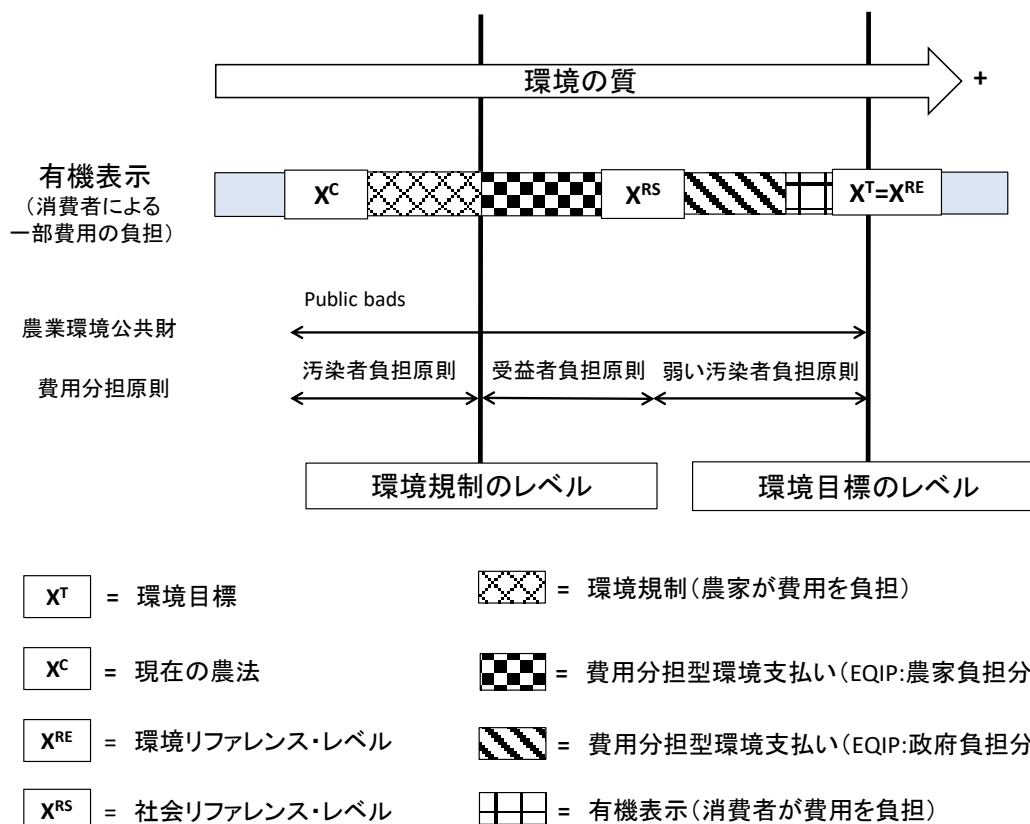 環境の質
+
有機表示
（消費者による
一部費用の負担）
X^C
X^RS
X^T=X^RE
Public bads
農業環境公共財
費用分担原則
汚染者負担原則
受益者負担原則
弱い汚染者負担原則
環境規制のレベル
環境目標のレベル
X^T = 環境目標
= 環境規制（農家が費用を負担）
X^C = 現在の農法
= 費用分担型環境支払い（EQIP:農家負担分
X^RE = 環境リファレンス・レベル
= 費用分担型環境支払い（EQIP:政府負担分
X^RS = 社会リファレンス・レベル
= 有機表示（消費者が費用を負担）